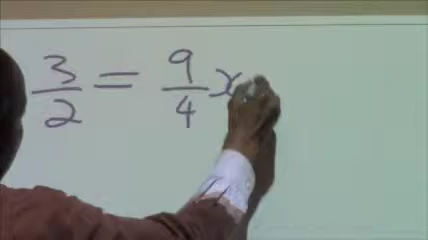 3/2 = 9/4 x